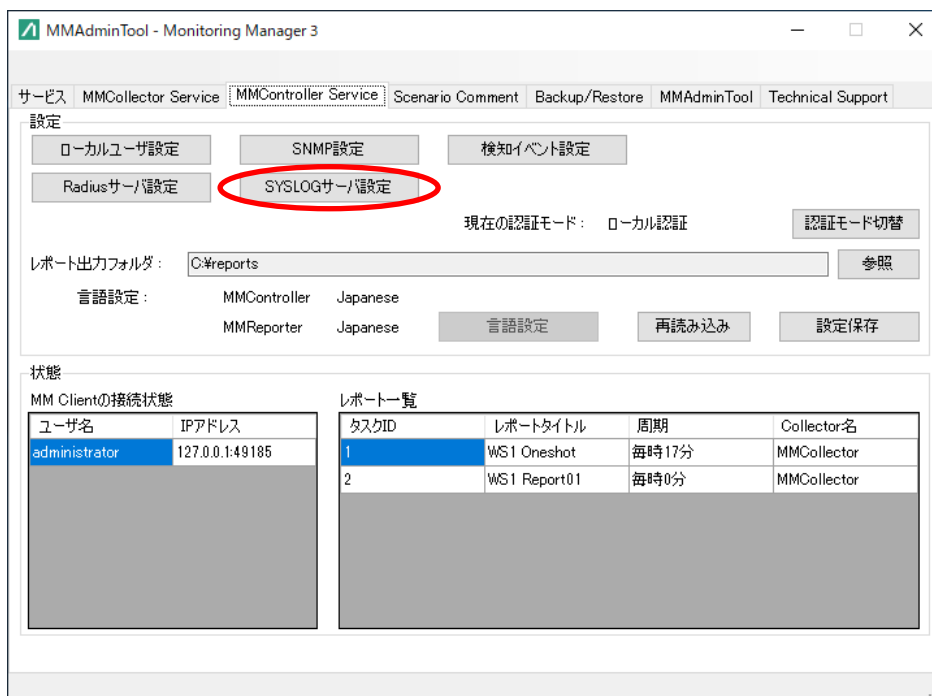 MMAdminTool - Monitoring Manager 3
サービス MMCollector Service MMController Service Scenario Comment Backup/Restore MMAdminTool Technical Support
設定
ローカルユーザ設定 SNMP設定 検知イベント設定
Radiusサーバ設定 SYSLOGサーバ設定
現在の認証モード： ローカル認証 認証モード切替
レポート出力フォルダ： C:¥reports 参照
言語設定： MMController Japanese
MMReporter Japanese 言語設定 再読み込み 設定保存
状態
MM Clientの接続状態 レポート一覧
ユーザ名 IPアドレス タスクID レポートタイトル 周期 Collector名
administrator 127.0.0.1:49185 1 WS1 Oneshot 毎時17分 MMCollector
2 WS1 Report01 毎時0分 MMCollector